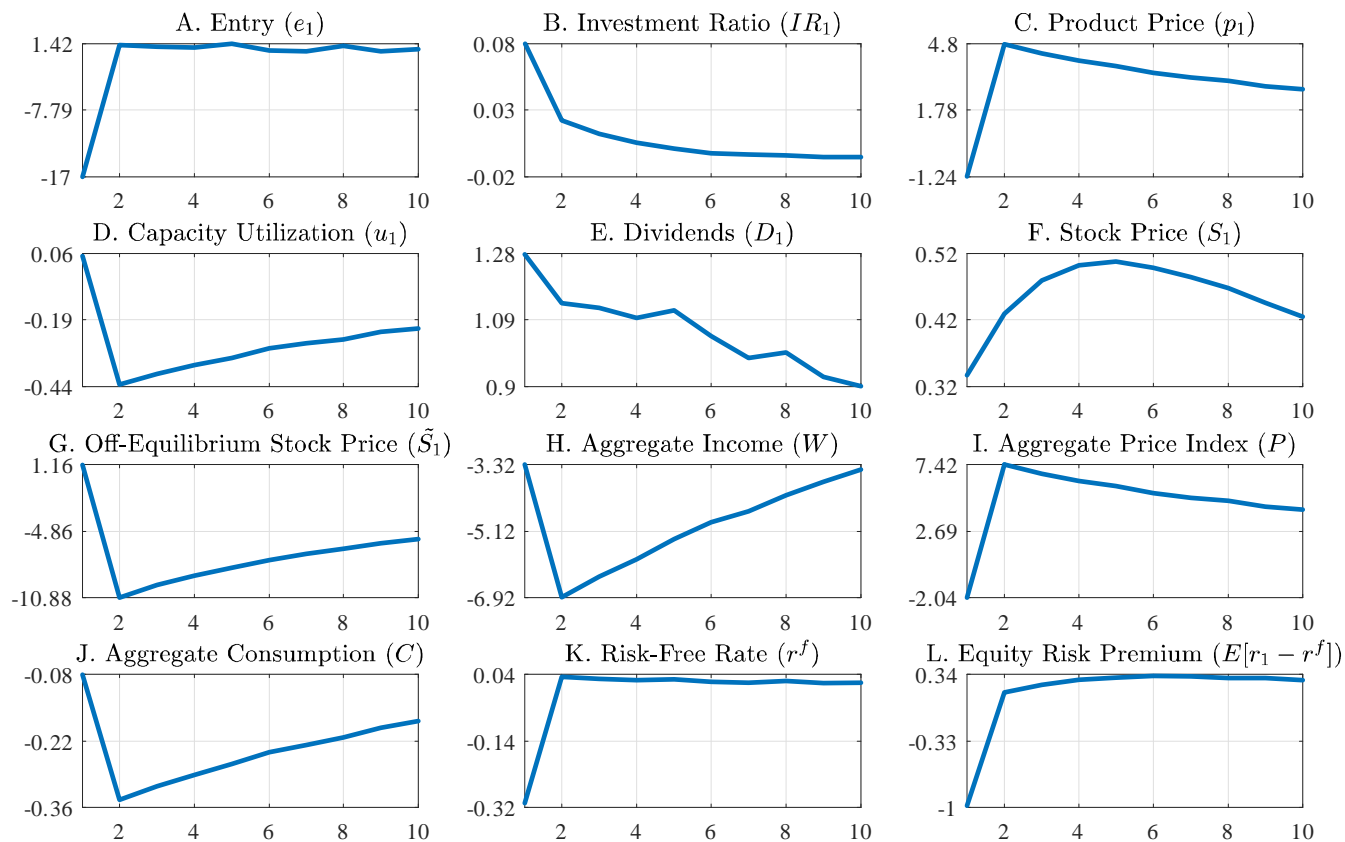 A. Entry (e₁)
1.42
-7.79
-17
2 4 6 8 10
B. Investment Ratio (IR₁)
0.08
0.03
-0.02
2 4 6 8 10
C. Product Price (p₁)
4.8
1.78
-1.24
2 4 6 8 10
D. Capacity Utilization (u₁)
0.06
-0.19
-0.44
2 4 6 8 10
E. Dividends (D₁)
1.28
1.09
0.9
2 4 6 8 10
F. Stock Price (S₁)
0.52
0.42
0.32
2 4 6 8 10
G. Off-Equilibrium Stock Price (S̃₁)
1.16
-4.86
-10.88
2 4 6 8 10
H. Aggregate Income (W)
-3.32
-5.12
-6.92
2 4 6 8 10
I. Aggregate Price Index (P)
7.42
2.69
-2.04
2 4 6 8 10
J. Aggregate Consumption (C)
-0.08
-0.22
-0.36
2 4 6 8 10
K. Risk-Free Rate (rᶠ)
0.04
-0.14
-0.32
2 4 6 8 10
L. Equity Risk Premium (E[r₁ − rᶠ])
0.34
-0.33
-1
2 4 6 8 10